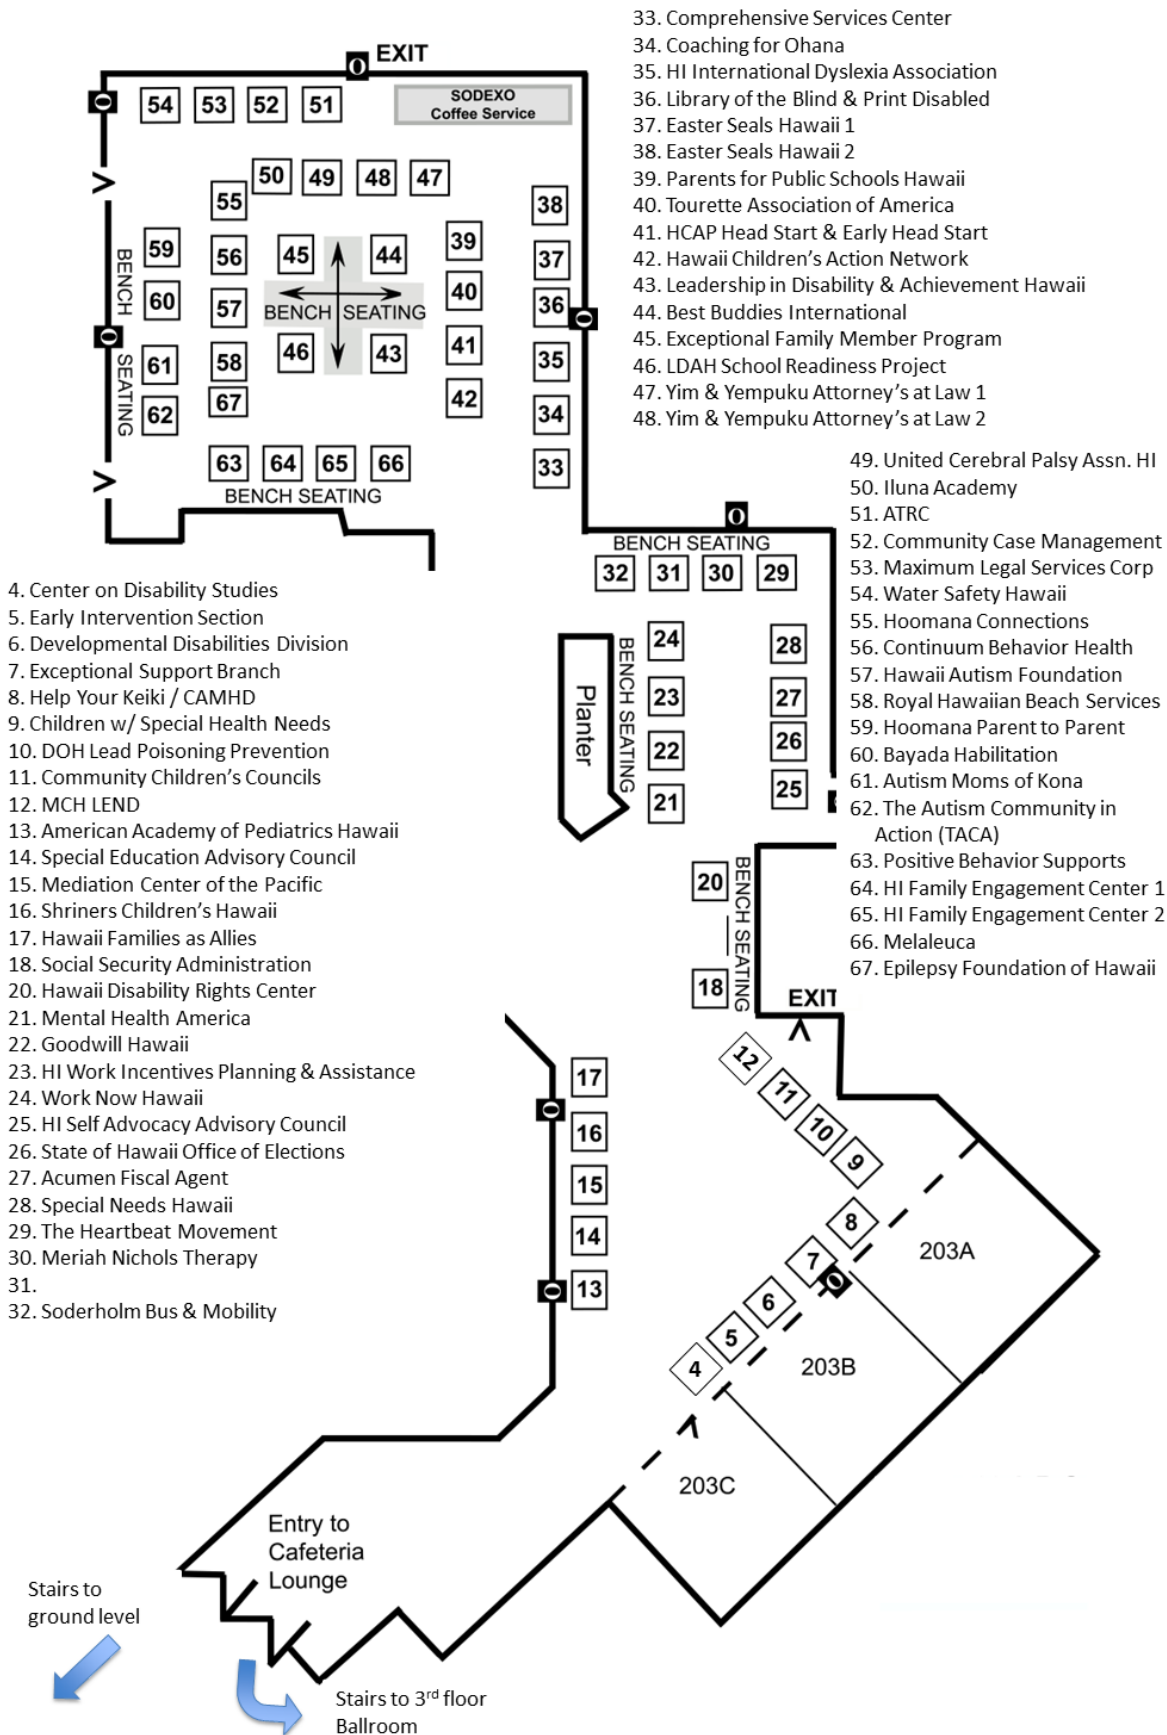 33. Comprehensive Services Center
34. Coaching for Ohana
35. HI International Dyslexia Association
36. Library of the Blind & Print Disabled
37. Easter Seals Hawaii 1
38. Easter Seals Hawaii 2
39. Parents for Public Schools Hawaii
40. Tourette Association of America
41. HCAP Head Start & Early Head Start
42. Hawaii Children’s Action Network
43. Leadership in Disability & Achievement Hawaii
44. Best Buddies International
45. Exceptional Family Member Program
46. LDAH School Readiness Project
47. Yim & Yempuku Attorney’s at Law 1
48. Yim & Yempuku Attorney’s at Law 2
EXIT
SODEXO
Coffee Service
54 53 52 51
50 49 48 47
55
38
59 56 45 44 39 37
BENCH SEATING
60 57 40 36
BENCH SEATING
61 58 46 43 41 35
62 67 42 34
63 64 65 66 33
BENCH SEATING
49. United Cerebral Palsy Assn. HI
50. Iluna Academy
51. ATRC
52. Community Case Management
53. Maximum Legal Services Corp
54. Water Safety Hawaii
55. Hoomana Connections
56. Continuum Behavior Health
57. Hawaii Autism Foundation
58. Royal Hawaiian Beach Services
59. Hoomana Parent to Parent
60. Bayada Habilitation
61. Autism Moms of Kona
62. The Autism Community in
Action (TACA)
63. Positive Behavior Supports
64. HI Family Engagement Center 1
65. HI Family Engagement Center 2
66. Melaleuca
67. Epilepsy Foundation of Hawaii
4. Center on Disability Studies
5. Early Intervention Section
6. Developmental Disabilities Division
7. Exceptional Support Branch
8. Help Your Keiki / CAMHD
9. Children w/ Special Health Needs
10. DOH Lead Poisoning Prevention
11. Community Children’s Councils
12. MCH LEND
13. American Academy of Pediatrics Hawaii
14. Special Education Advisory Council
15. Mediation Center of the Pacific
16. Shriners Children’s Hawaii
17. Hawaii Families as Allies
18. Social Security Administration
20. Hawaii Disability Rights Center
21. Mental Health America
22. Goodwill Hawaii
23. HI Work Incentives Planning & Assistance
24. Work Now Hawaii
25. HI Self Advocacy Advisory Council
26. State of Hawaii Office of Elections
27. Acumen Fiscal Agent
28. Special Needs Hawaii
29. The Heartbeat Movement
30. Meriah Nichols Therapy
31.
32. Soderholm Bus & Mobility
BENCH SEATING
32 31 30 29
24 28
Planter
BENCH SEATING
23 27
22 26
21 25
20
BENCH SEATING
18
EXIT
12
17 11
16 10
9
15
14 8
203A
13 7
6
5
203B
4
203C
Entry to
Cafeteria
Lounge
Stairs to
ground level
Stairs to 3rd floor
Ballroom